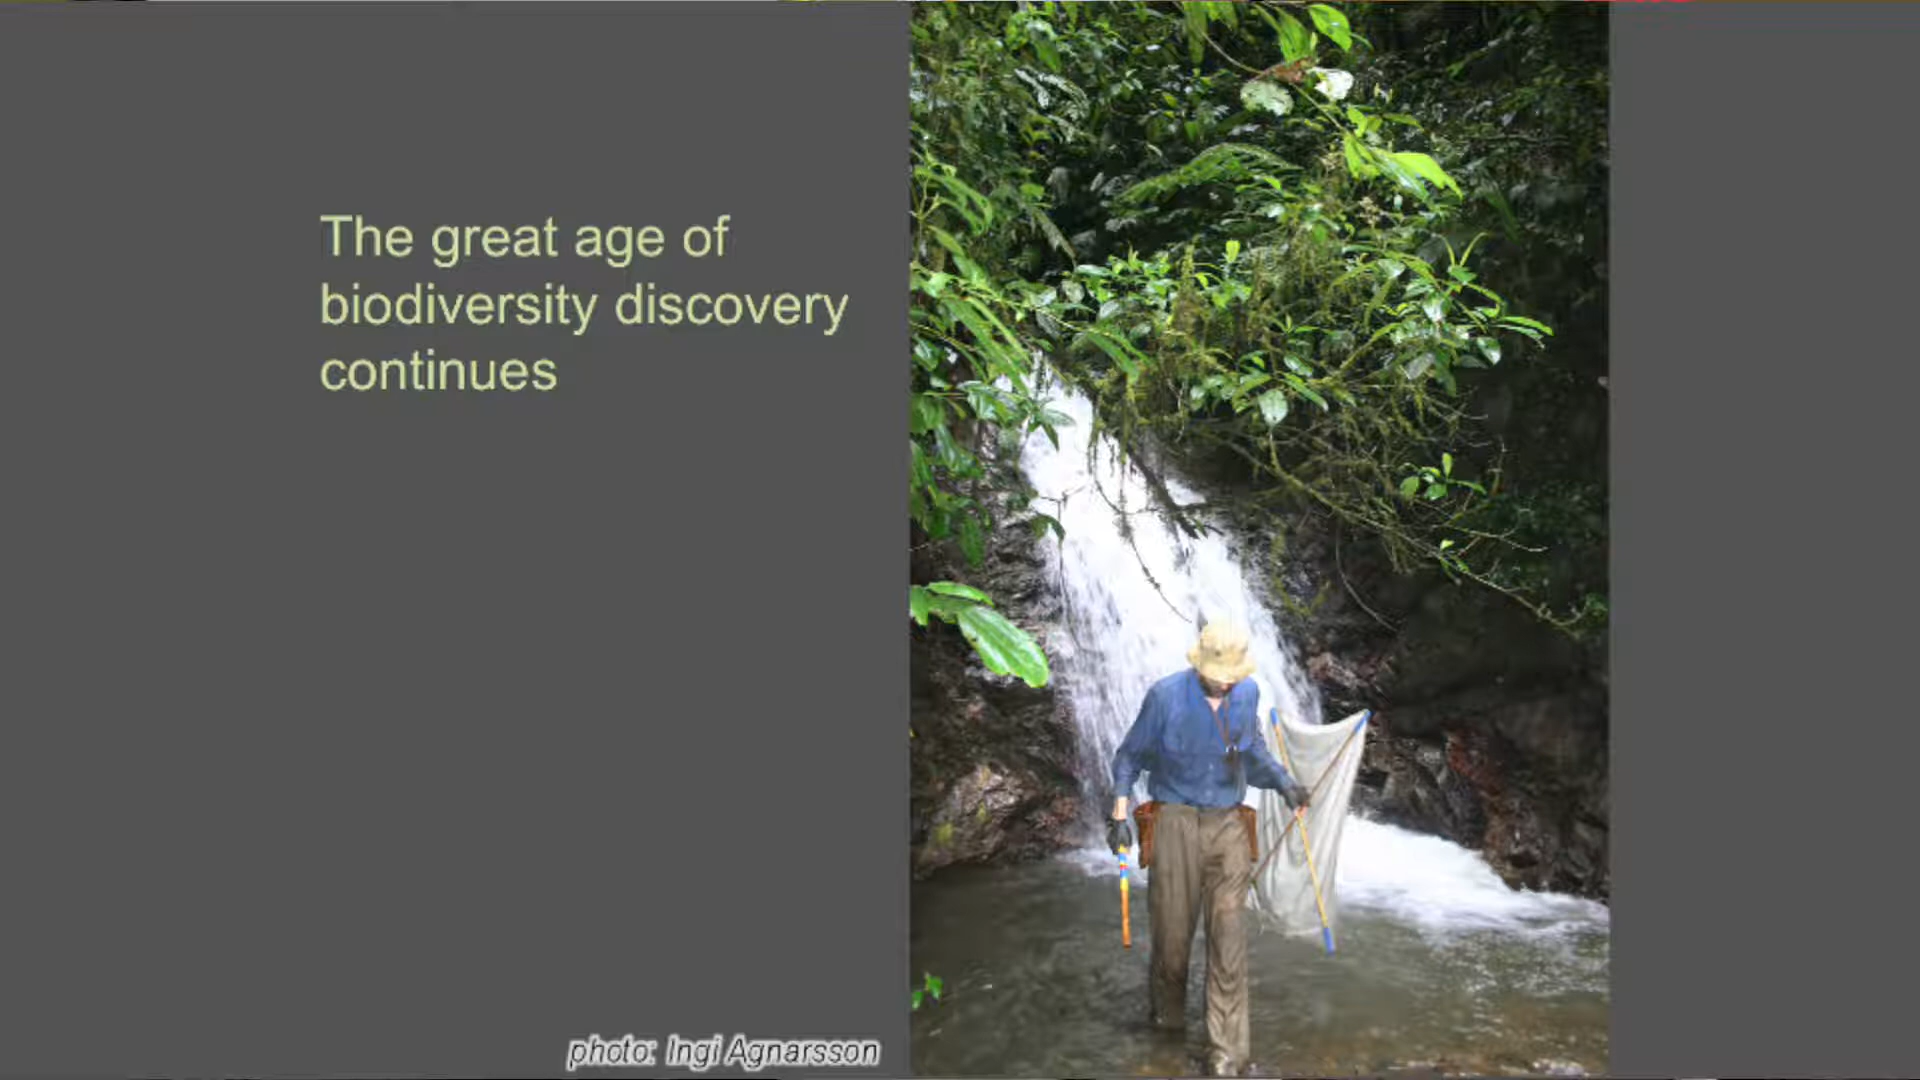 The great age of
biodiversity discovery
continues
photo: Ingi Agnarsson